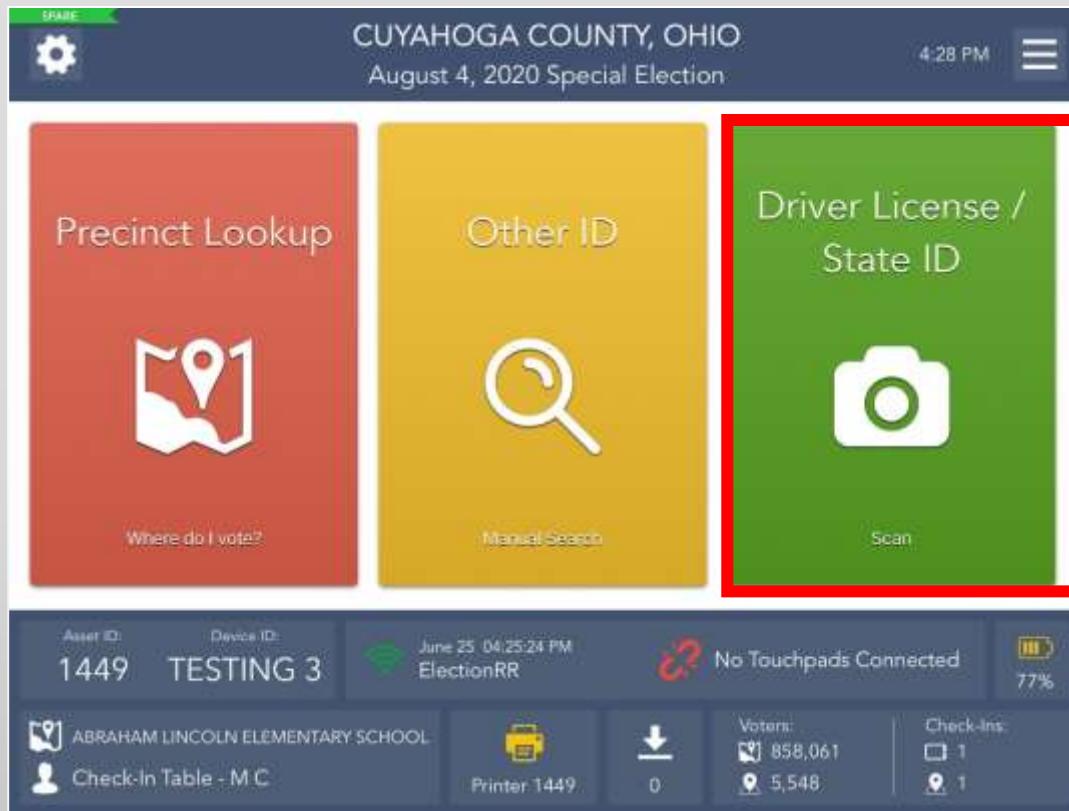 SPARE
CUYAHOGA COUNTY, OHIO
August 4, 2020 Special Election
4:28 PM
Precinct Lookup
Where do I vote?
Other ID
Manual Search
Driver License /
State ID
Scan
Asset ID:
1449
Device ID:
TESTING 3
June 25 04:25:24 PM
ElectionRR
No Touchpads Connected
77%
ABRAHAM LINCOLN ELEMENTARY SCHOOL
Check-In Table - M C
Printer 1449
0
Voters:
858,061
5,548
Check-Ins:
1
1